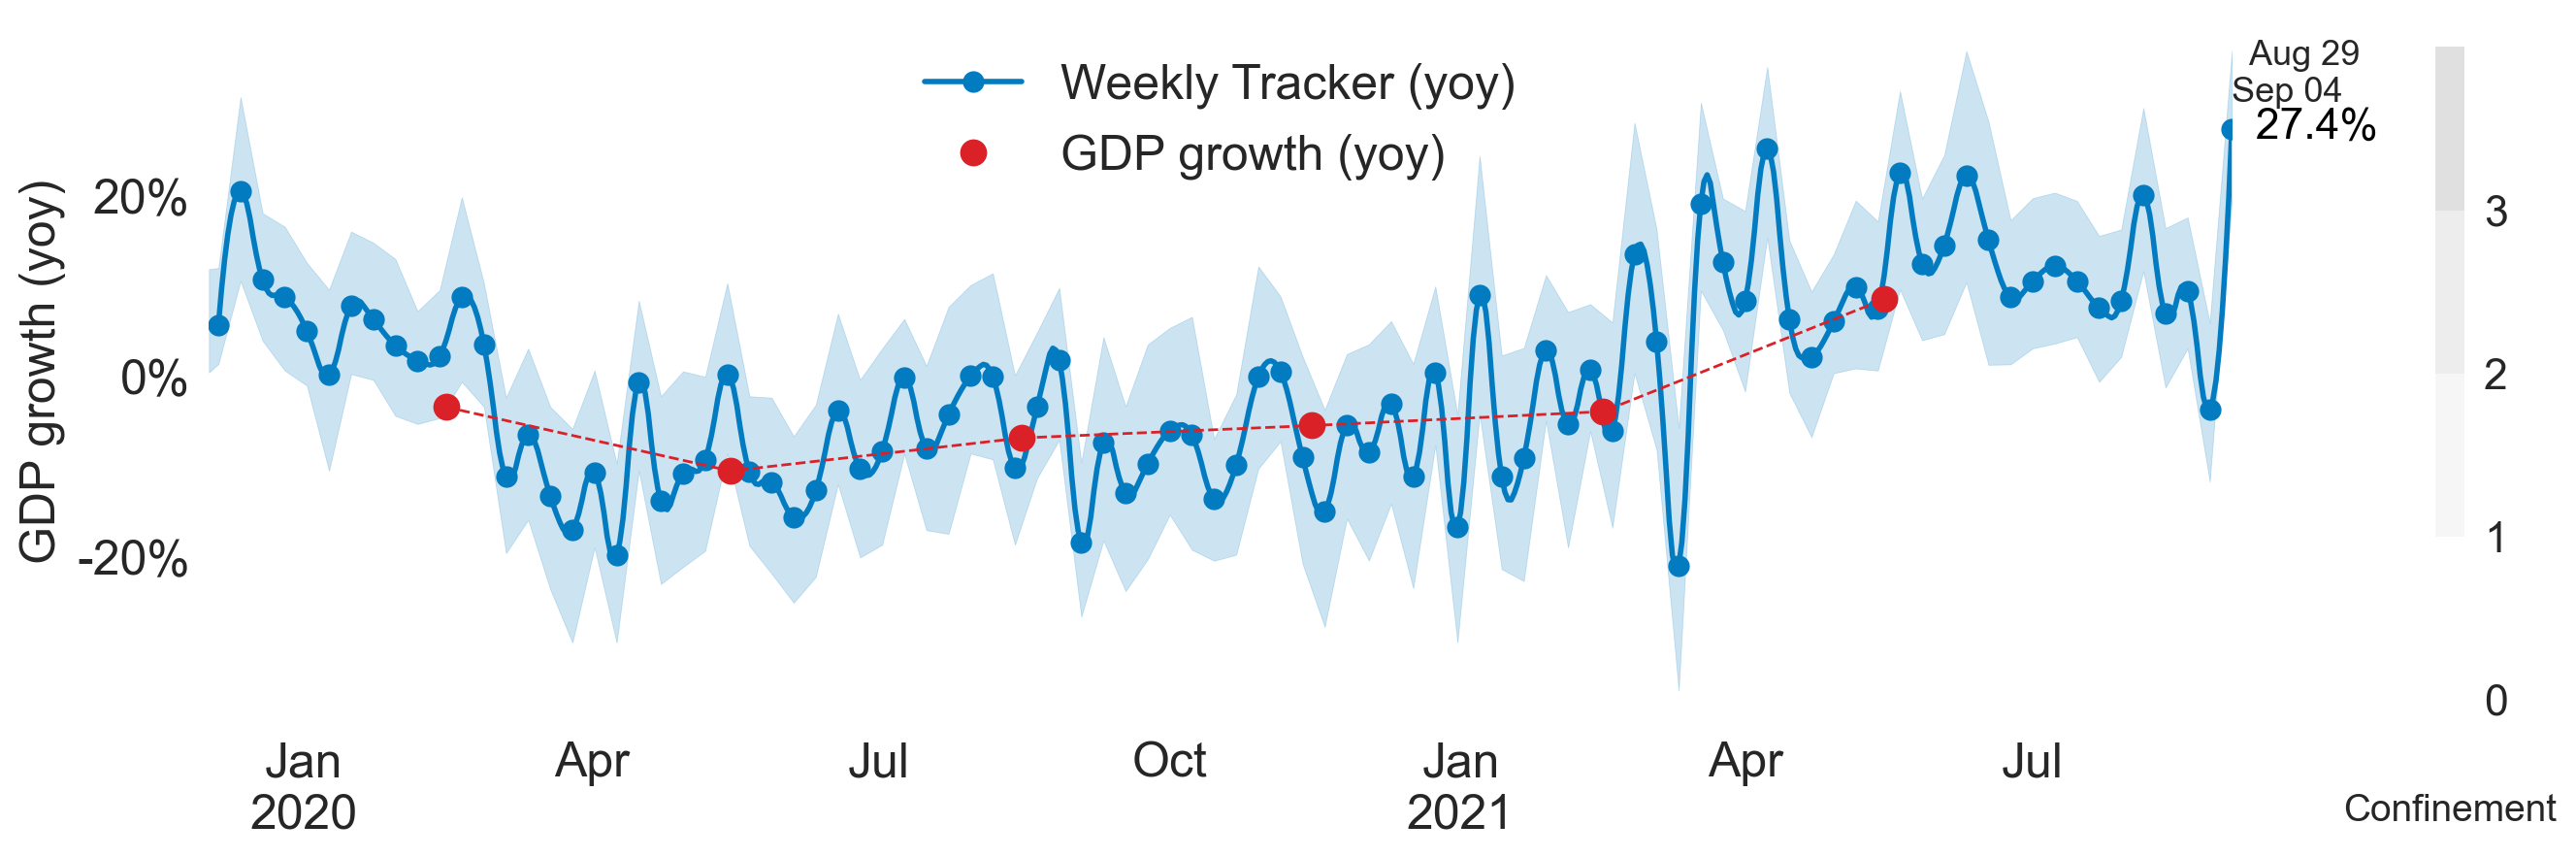 Weekly Tracker (yoy)
GDP growth (yoy)
Aug 29
Sep 04
27.4%
GDP growth (yoy)
20%
0%
-20%
3
2
1
0
Jan
2020
Apr
Jul
Oct
Jan
2021
Apr
Jul
Confinement